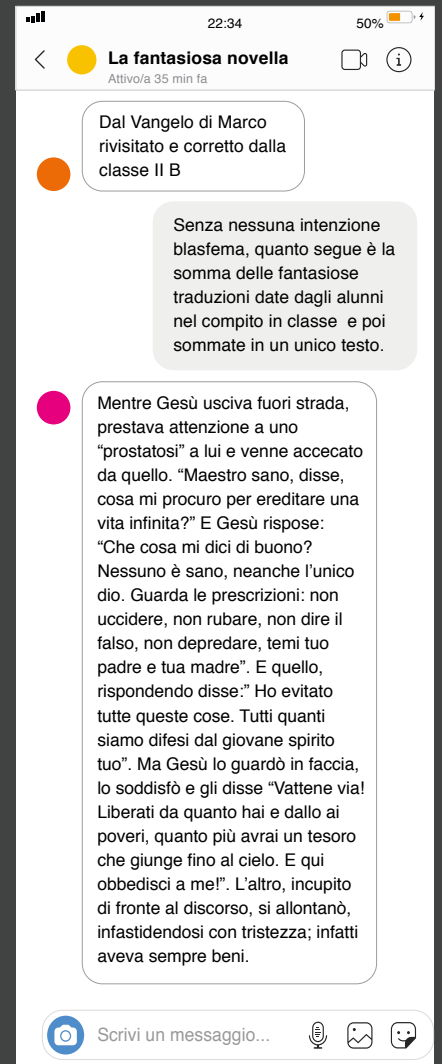 22:34
50%
La fantasiosa novella
Attivo/a 35 min fa
i
Dal Vangelo di Marco
rivisitato e corretto dalla
classe II B
Senza nessuna intenzione
blasfema, quanto segue è la
somma delle fantasiose
traduzioni date dagli alunni
nel compito in classe  e poi
sommate in un unico testo.
Mentre Gesù usciva fuori strada,
prestava attenzione a uno
“prostatosi” a lui e venne accecato
da quello. “Maestro sano, disse,
cosa mi procuro per ereditare una
vita infinita?” E Gesù rispose:
“Che cosa mi dici di buono?
Nessuno è sano, neanche l’unico
dio. Guarda le prescrizioni: non
uccidere, non rubare, non dire il
falso, non depredare, temi tuo
padre e tua madre”. E quello,
rispondendo disse:” Ho evitato
tutte queste cose. Tutti quanti
siamo difesi dal giovane spirito
tuo”. Ma Gesù lo guardò in faccia,
lo soddisfò e gli disse “Vattene via!
Liberati da quanto hai e dallo ai
poveri, quanto più avrai un tesoro
che giunge fino al cielo. E qui
obbedisci a me!”. L’altro, incupito
di fronte al discorso, si allontanò,
infastidendosi con tristezza; infatti
aveva sempre beni.
Scrivi un messaggio...